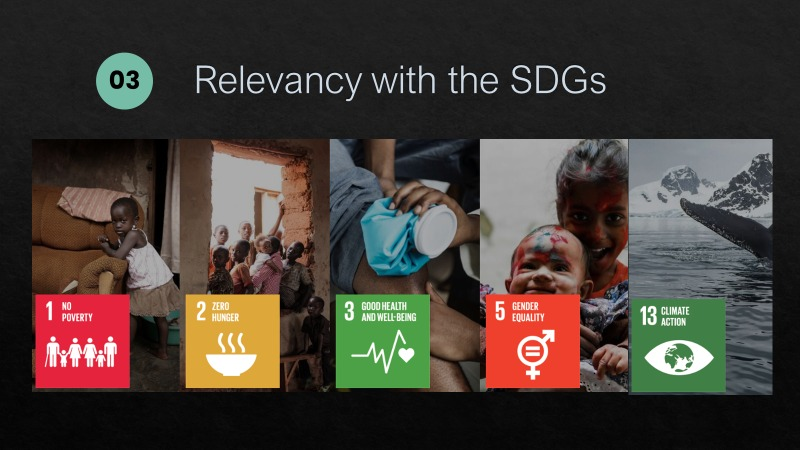 03
Relevancy with the SDGs
1 NO
POVERTY
2 ZERO
HUNGER
3 GOOD HEALTH
AND WELL-BEING
5 GENDER
EQUALITY
13 CLIMATE
ACTION